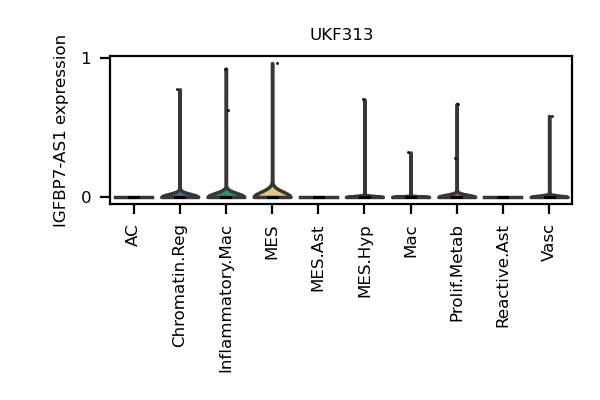 UKF313
IGFBP7-AS1 expression
1
0
AC
Chromatin.Reg
Inflammatory.Mac
MES
MES.Ast
MES.Hyp
Mac
Prolif.Metab
Reactive.Ast
Vasc